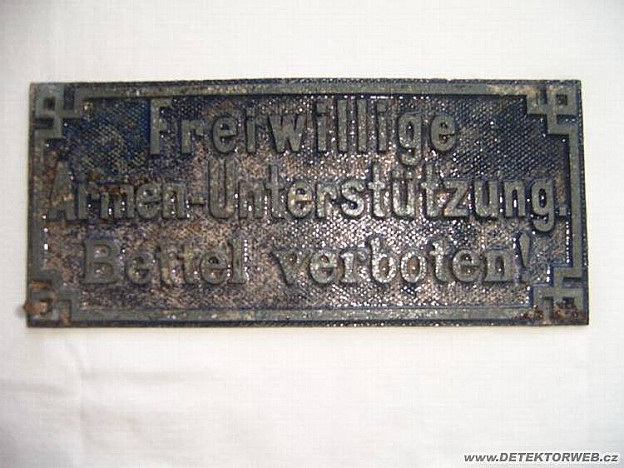 Freiwillige
Armen-Unterstützung.
Bettel verboten!
www.DETEKTORWEB.cz